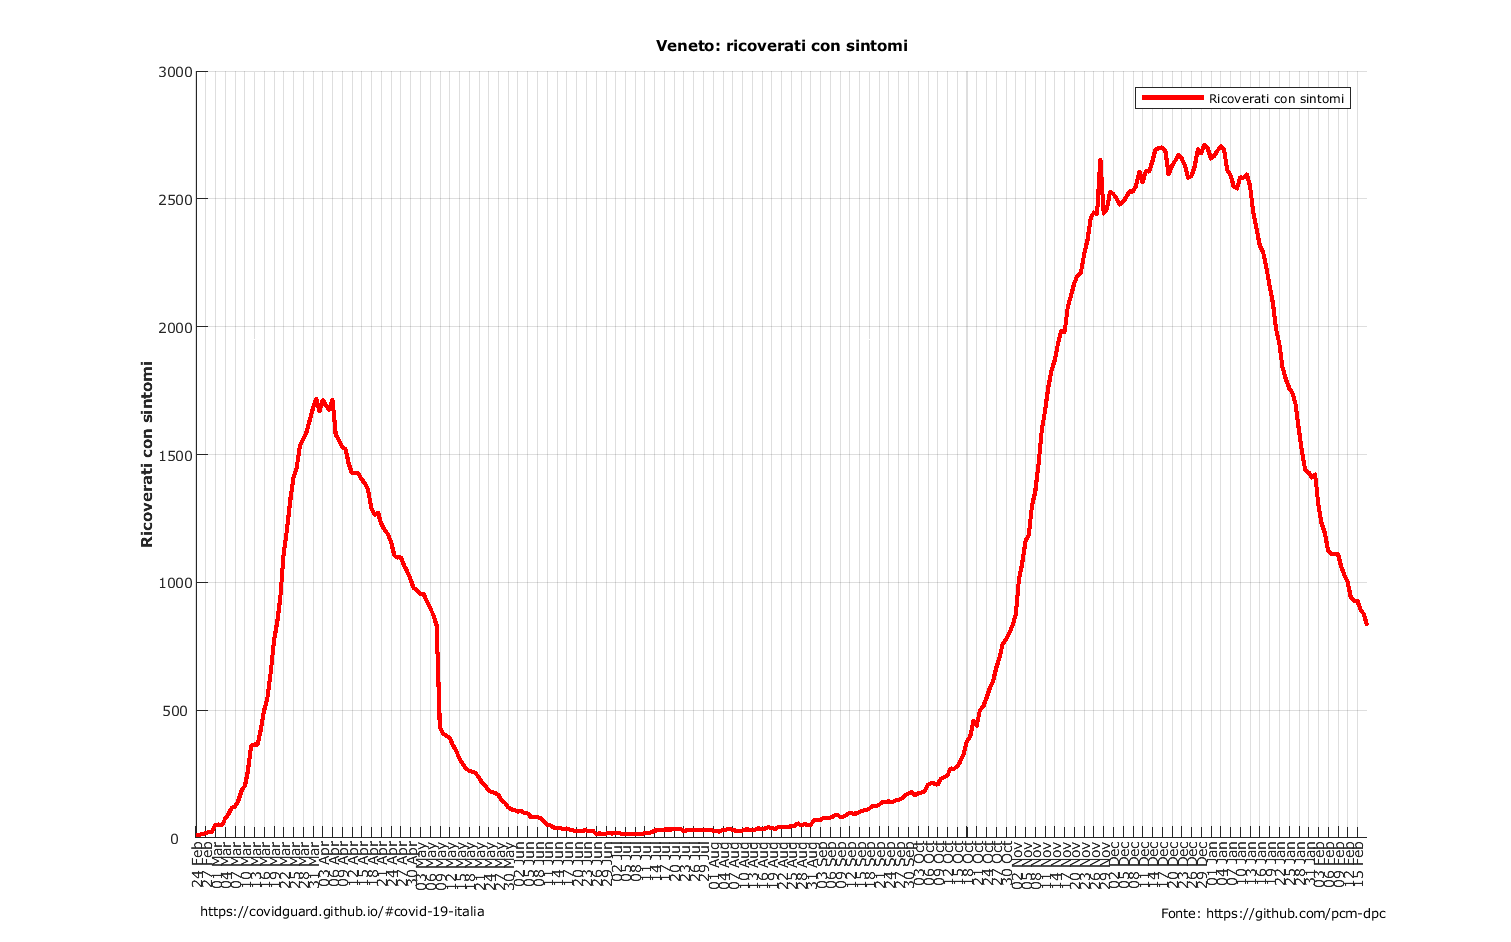 Veneto: ricoverati con sintomi
Ricoverati con sintomi
Ricoverati con sintomi
3000
2500
2000
1500
1000
500
0
24 Feb
27 Feb
01 Mar
04 Mar
07 Mar
10 Mar
13 Mar
16 Mar
19 Mar
22 Mar
25 Mar
28 Mar
31 Mar
03 Apr
06 Apr
09 Apr
12 Apr
15 Apr
18 Apr
21 Apr
24 Apr
27 Apr
30 Apr
03 May
06 May
09 May
12 May
15 May
18 May
21 May
24 May
27 May
30 May
02 Jun
05 Jun
08 Jun
11 Jun
14 Jun
17 Jun
20 Jun
23 Jun
26 Jun
29 Jun
02 Jul
05 Jul
08 Jul
11 Jul
14 Jul
17 Jul
20 Jul
23 Jul
26 Jul
29 Jul
01 Aug
04 Aug
07 Aug
10 Aug
13 Aug
16 Aug
19 Aug
22 Aug
25 Aug
28 Aug
31 Aug
03 Sep
06 Sep
09 Sep
12 Sep
15 Sep
18 Sep
21 Sep
24 Sep
27 Sep
30 Sep
03 Oct
06 Oct
09 Oct
12 Oct
15 Oct
18 Oct
21 Oct
24 Oct
27 Oct
30 Oct
02 Nov
05 Nov
08 Nov
11 Nov
14 Nov
17 Nov
20 Nov
23 Nov
26 Nov
29 Nov
02 Dec
05 Dec
08 Dec
11 Dec
14 Dec
17 Dec
20 Dec
23 Dec
26 Dec
29 Dec
01 Jan
04 Jan
07 Jan
10 Jan
13 Jan
16 Jan
19 Jan
22 Jan
25 Jan
28 Jan
31 Jan
03 Feb
06 Feb
09 Feb
12 Feb
15 Feb
https://covidguard.github.io/#covid-19-italia
Fonte: https://github.com/pcm-dpc